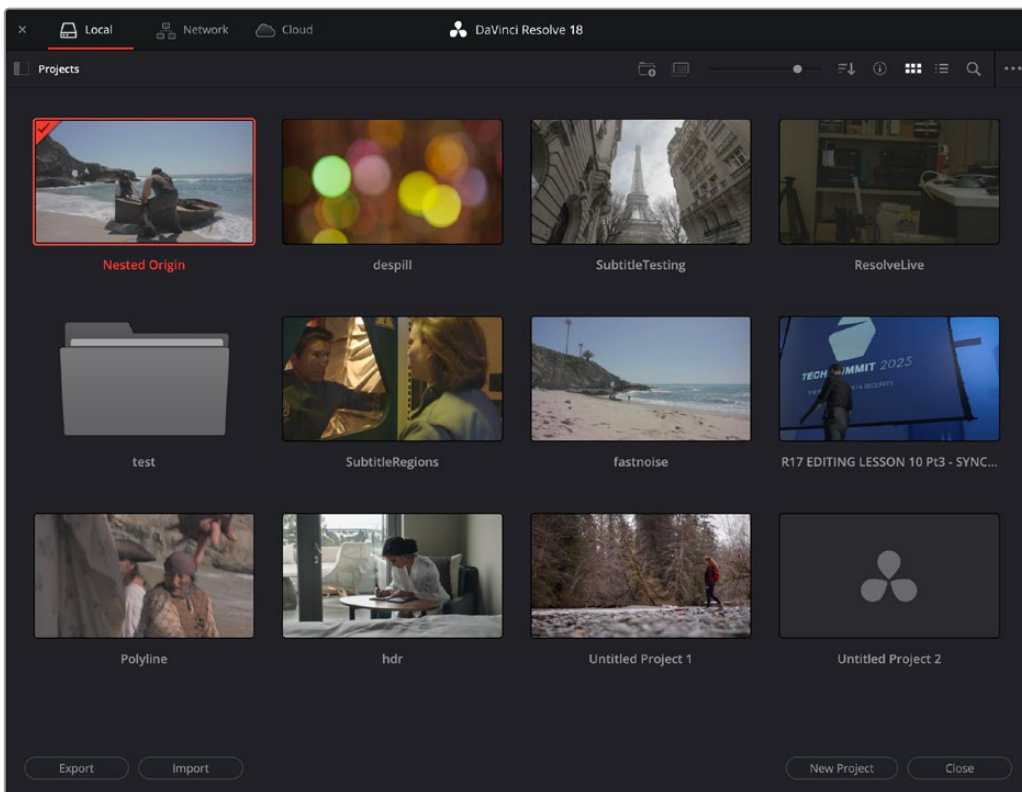 Local
Network
Cloud
DaVinci Resolve 18
Projects
Nested Origin
despill
SubtitleTesting
ResolveLive
TECH SUMMIT 2025
test
SubtitleRegions
fastnoise
R17 EDITING LESSON 10 Pt3 - SYNC...
Polyline
hdr
Untitled Project 1
Untitled Project 2
Export
Import
New Project
Close